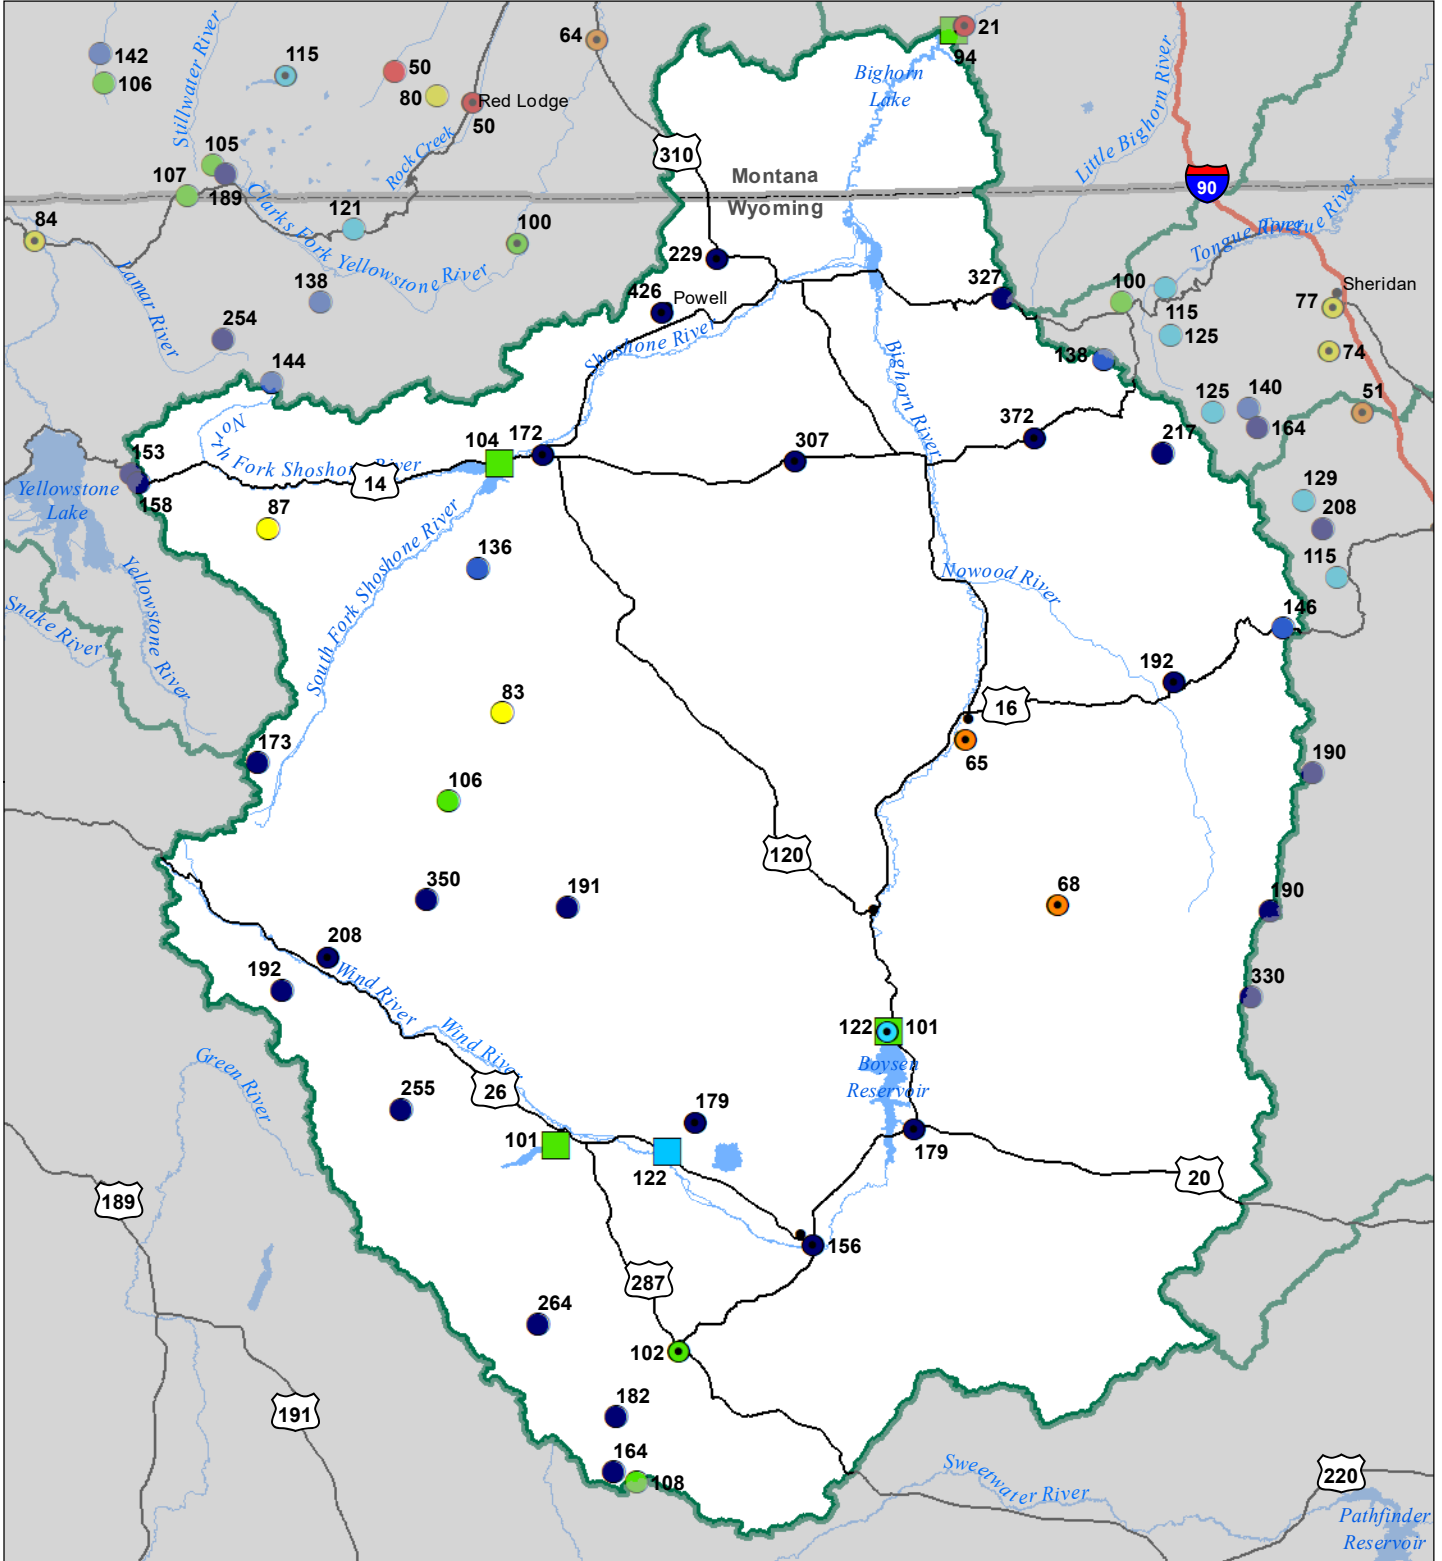 142
106
Stillwater River
115
50
80
Red Lodge
50
64
21
94
Bighorn
Lake
Little Bighorn River
105
107
189
Rock Creek
310
Montana
Wyoming
90
84
Clarks Fork Yellowstone River
121
100
Lamar River
138
254
144
229
426
Powell
Shoshone River
327
Tongue River
Tongue River
100
115
125
Sheridan
77
74
138
125
140
164
51
Bighorn River
153
158
Yellowstone
Lake
North Fork Shoshone River
14
104
172
307
372
217
129
208
115
87
136
South Fork Shoshone River
Yellowstone River
Snake River
Nowood River
146
192
16
65
83
173
106
190
120
350
191
68
190
208
192
Wind River
330
122
101
Boysen
Reservoir
Wind River
Green River
255
26
101
179
122
179
20
189
156
287
264
102
191
182
164
108
Sweetwater River
220
Pathfinder
Reservoir